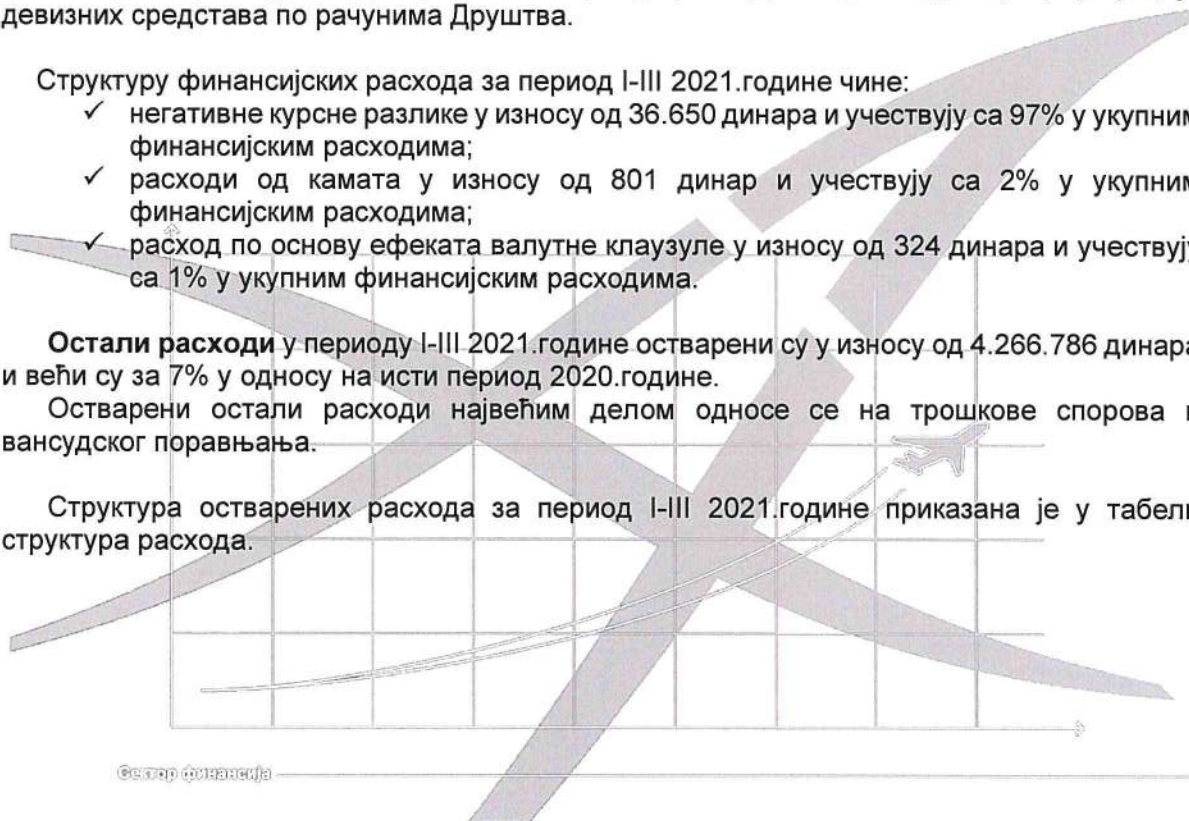 девизних средстава по рачунима Друштва.
Структуру финансијских расхода за период I-III 2021.године чине:
✓ негативне курсне разлике у износу од 36.650 динара и учествују са 97% у укупним
финансијским расходима;
✓ расходи од камата у износу од 801 динар и учествују са 2% у укупним
финансијским расходима;
✓ расход по основу ефеката валутне клаузуле у износу од 324 динара и учествују
са 1% у укупним финансијским расходима.
Остали расходи у периоду I-III 2021.године остварени су у износу од 4.266.786 динара
и већи су за 7% у односу на исти период 2020.године.
Остварени остали расходи највећим делом односе се на трошкове спорова и
вансудског поравњања.
Структура остварених расхода за период I-III 2021.године приказана је у табели
структура расхода.
Сектор финансија